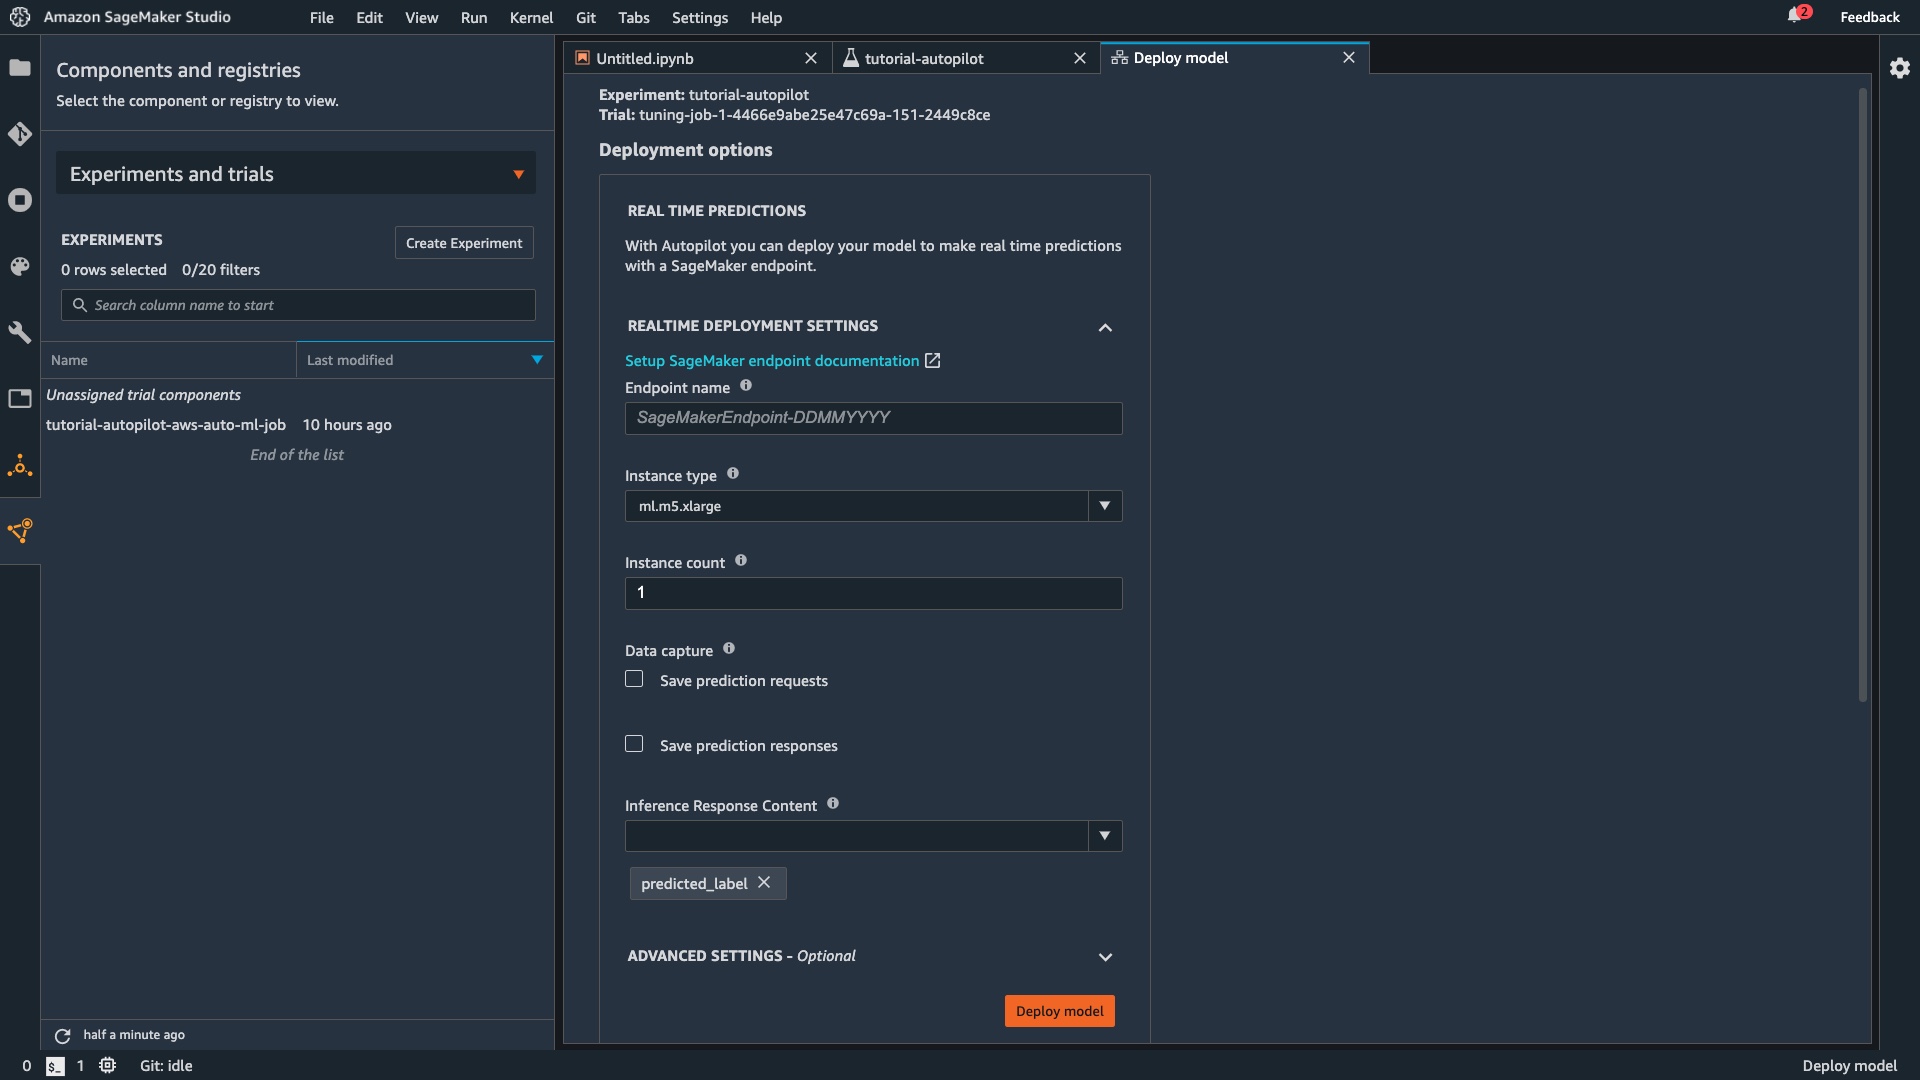 Amazon SageMaker Studio File Edit View Run Kernel Git Tabs Settings Help 2 Feedback
Components and registries
Select the component or registry to view.
Experiments and trials
EXPERIMENTS Create Experiment
0 rows selected 0/20 filters
Search column name to start
Name Last modified
Unassigned trial components
tutorial-autopilot-aws-auto-ml-job 10 hours ago
End of the list
half a minute ago
Untitled.ipynb tutorial-autopilot Deploy model
Experiment: tutorial-autopilot
Trial: tuning-job-1-4466e9abe25e47c69a-151-2449c8ce
Deployment options
REAL TIME PREDICTIONS
With Autopilot you can deploy your model to make real time predictions
with a SageMaker endpoint.
REALTIME DEPLOYMENT SETTINGS
Setup SageMaker endpoint documentation
Endpoint name
SageMakerEndpoint-DDMMYYYY
Instance type
ml.m5.xlarge
Instance count
1
Data capture
Save prediction requests
Save prediction responses
Inference Response Content
predicted_label
ADVANCED SETTINGS - Optional
Deploy model
0 $_ 1 Git: idle Deploy model